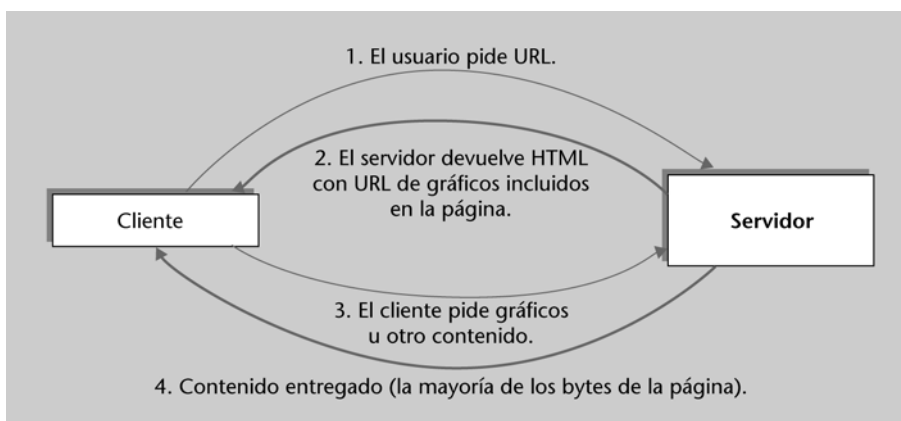 1. El usuario pide URL.
2. El servidor devuelve HTML
con URL de gráficos incluidos
en la página.
Cliente
Servidor
3. El cliente pide gráficos
u otro contenido.
4. Contenido entregado (la mayoría de los bytes de la página).